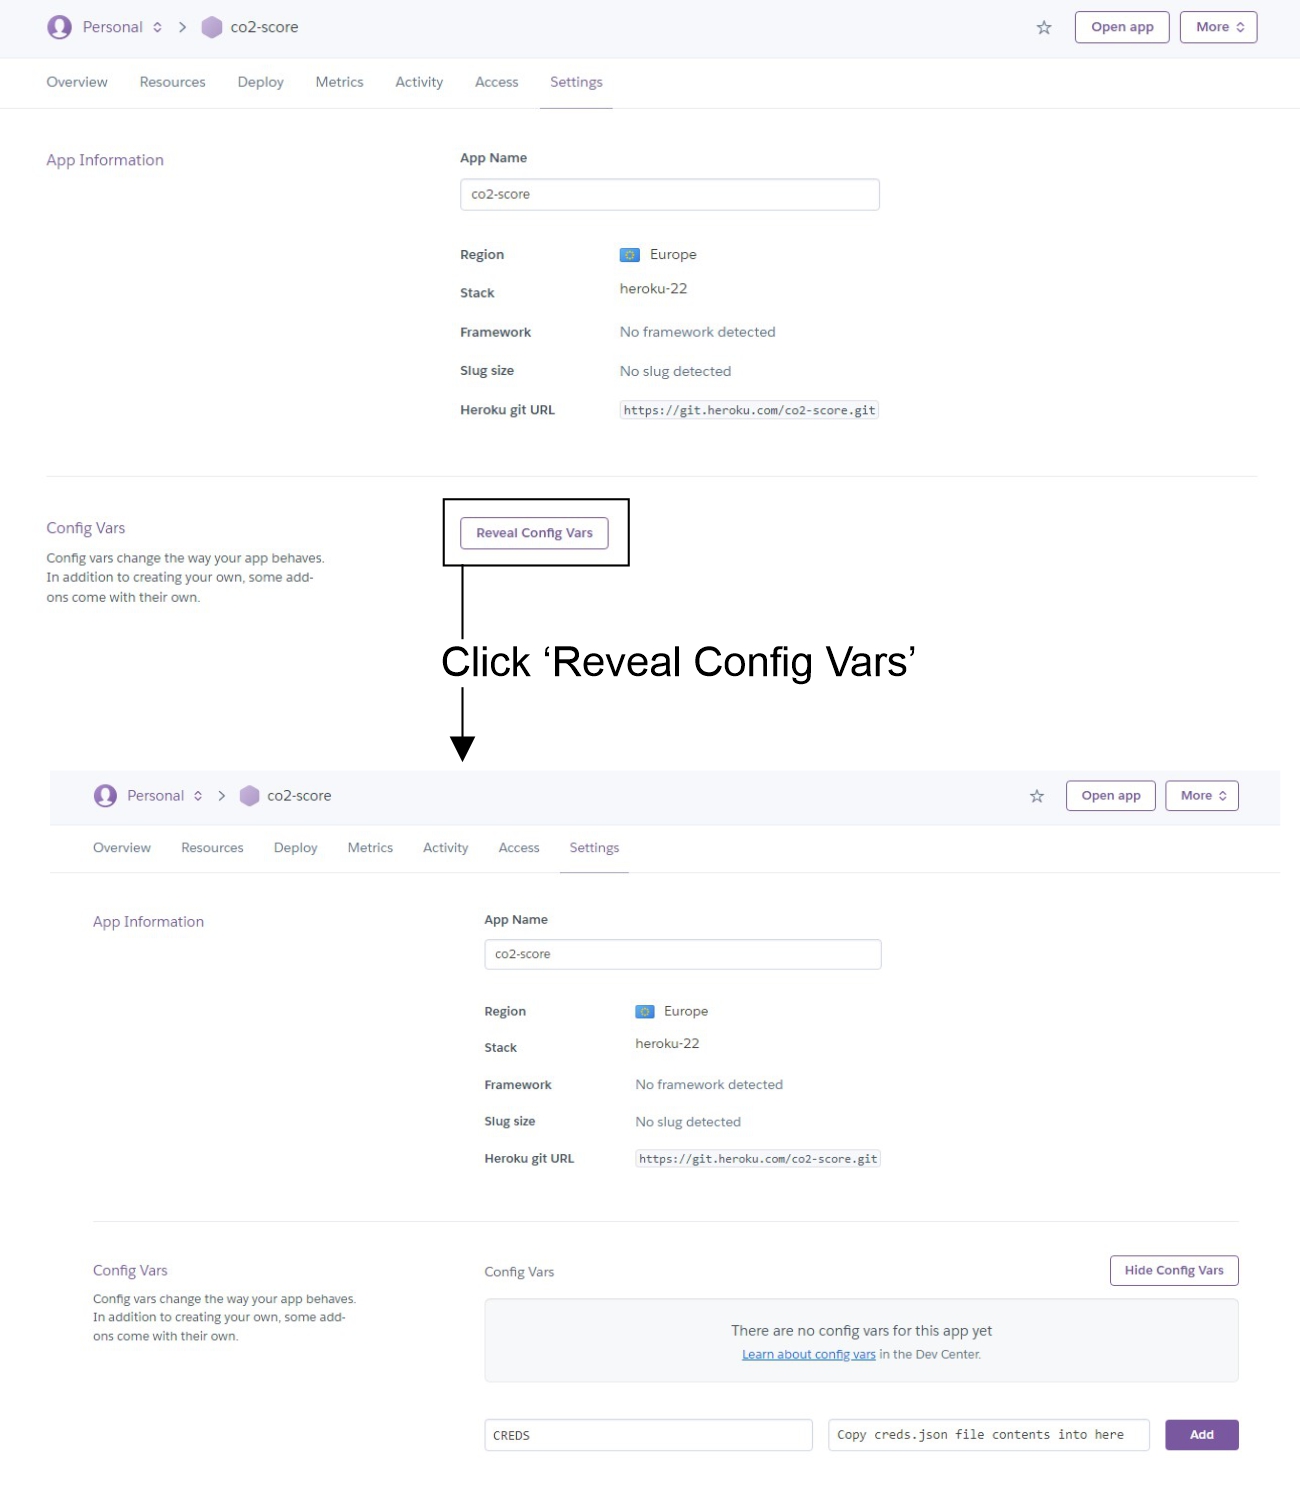 Personal > co2-score
Open app
More
Overview Resources Deploy Metrics Activity Access Settings
App Information
App Name
co2-score
Region Europe
Stack heroku-22
Framework No framework detected
Slug size No slug detected
Heroku git URL https://git.heroku.com/co2-score.git
Config Vars
Config vars change the way your app behaves.
In addition to creating your own, some add-
ons come with their own.
Reveal Config Vars
Click ‘Reveal Config Vars’
Personal > co2-score
Open app
More
Overview Resources Deploy Metrics Activity Access Settings
App Information
App Name
co2-score
Region Europe
Stack heroku-22
Framework No framework detected
Slug size No slug detected
Heroku git URL https://git.heroku.com/co2-score.git
Config Vars
Config vars change the way your app behaves.
In addition to creating your own, some add-
ons come with their own.
Config Vars
Hide Config Vars
There are no config vars for this app yet
Learn about config vars in the Dev Center.
CREDS
Copy creds.json file contents into here
Add